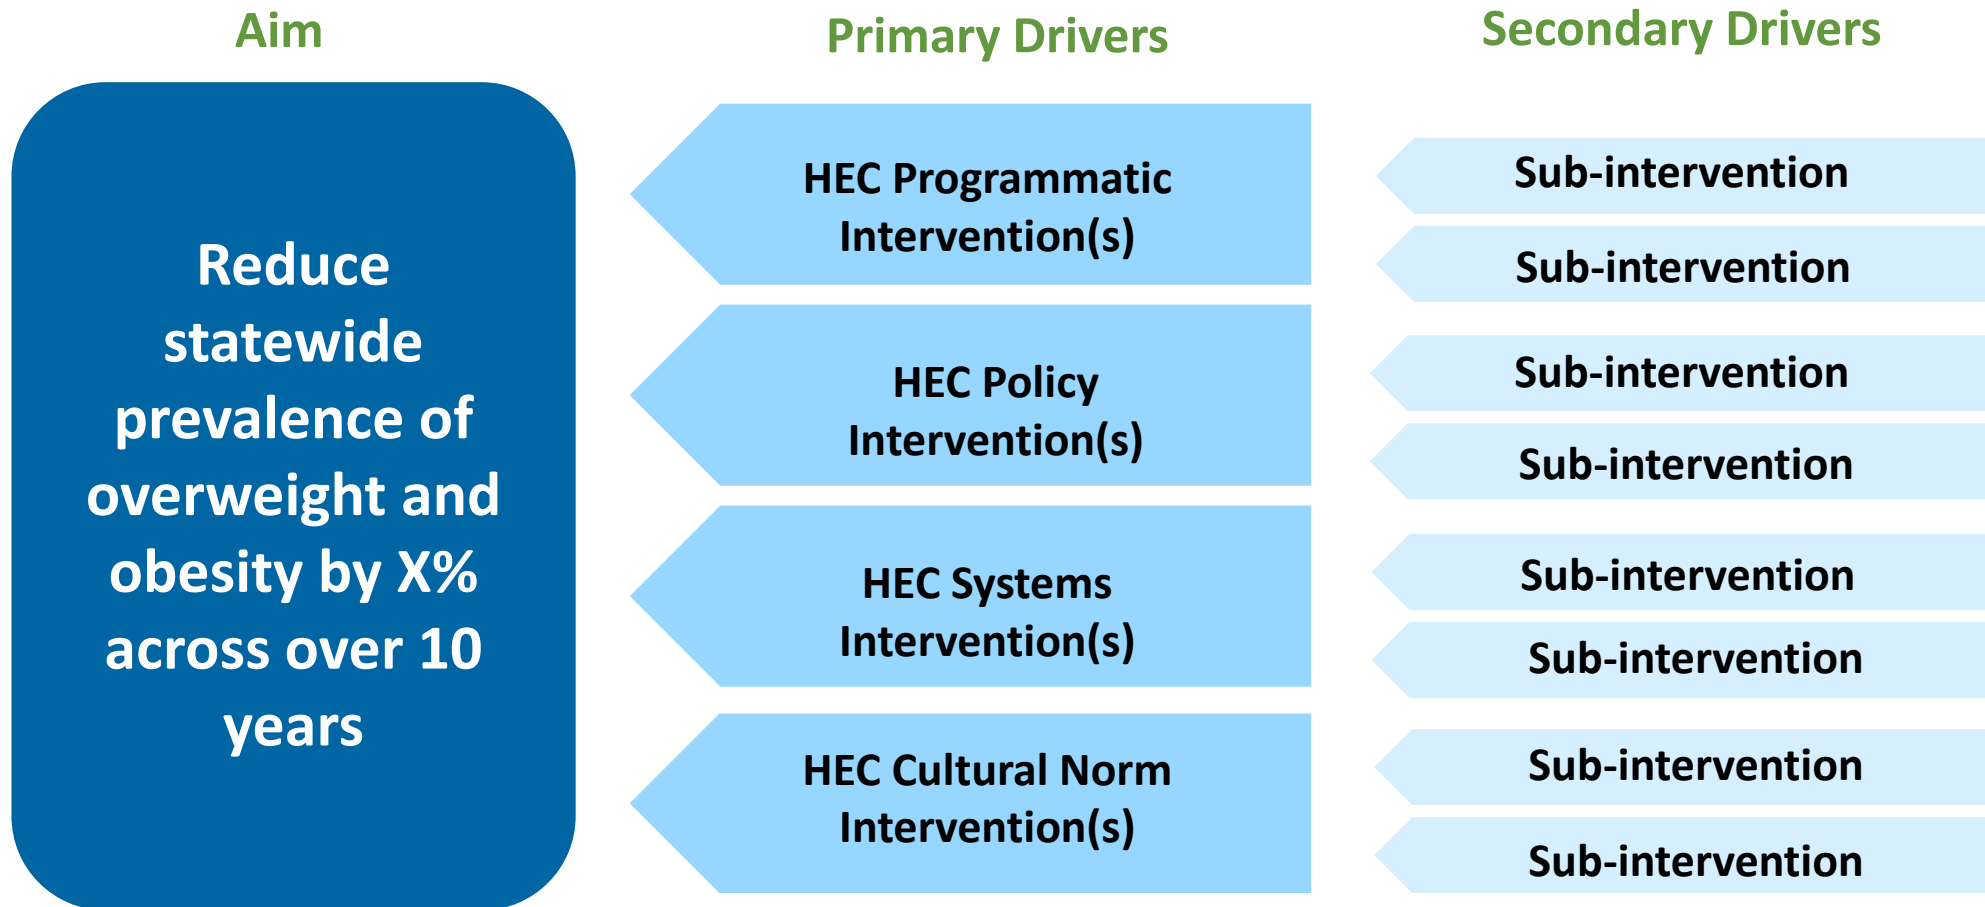 Aim
Primary Drivers
Secondary Drivers
Reduce
statewide
prevalence of
overweight and
obesity by X%
across over 10
years
HEC Programmatic
Intervention(s)
HEC Policy
Intervention(s)
HEC Systems
Intervention(s)
HEC Cultural Norm
Intervention(s)
Sub-intervention
Sub-intervention
Sub-intervention
Sub-intervention
Sub-intervention
Sub-intervention
Sub-intervention
Sub-intervention